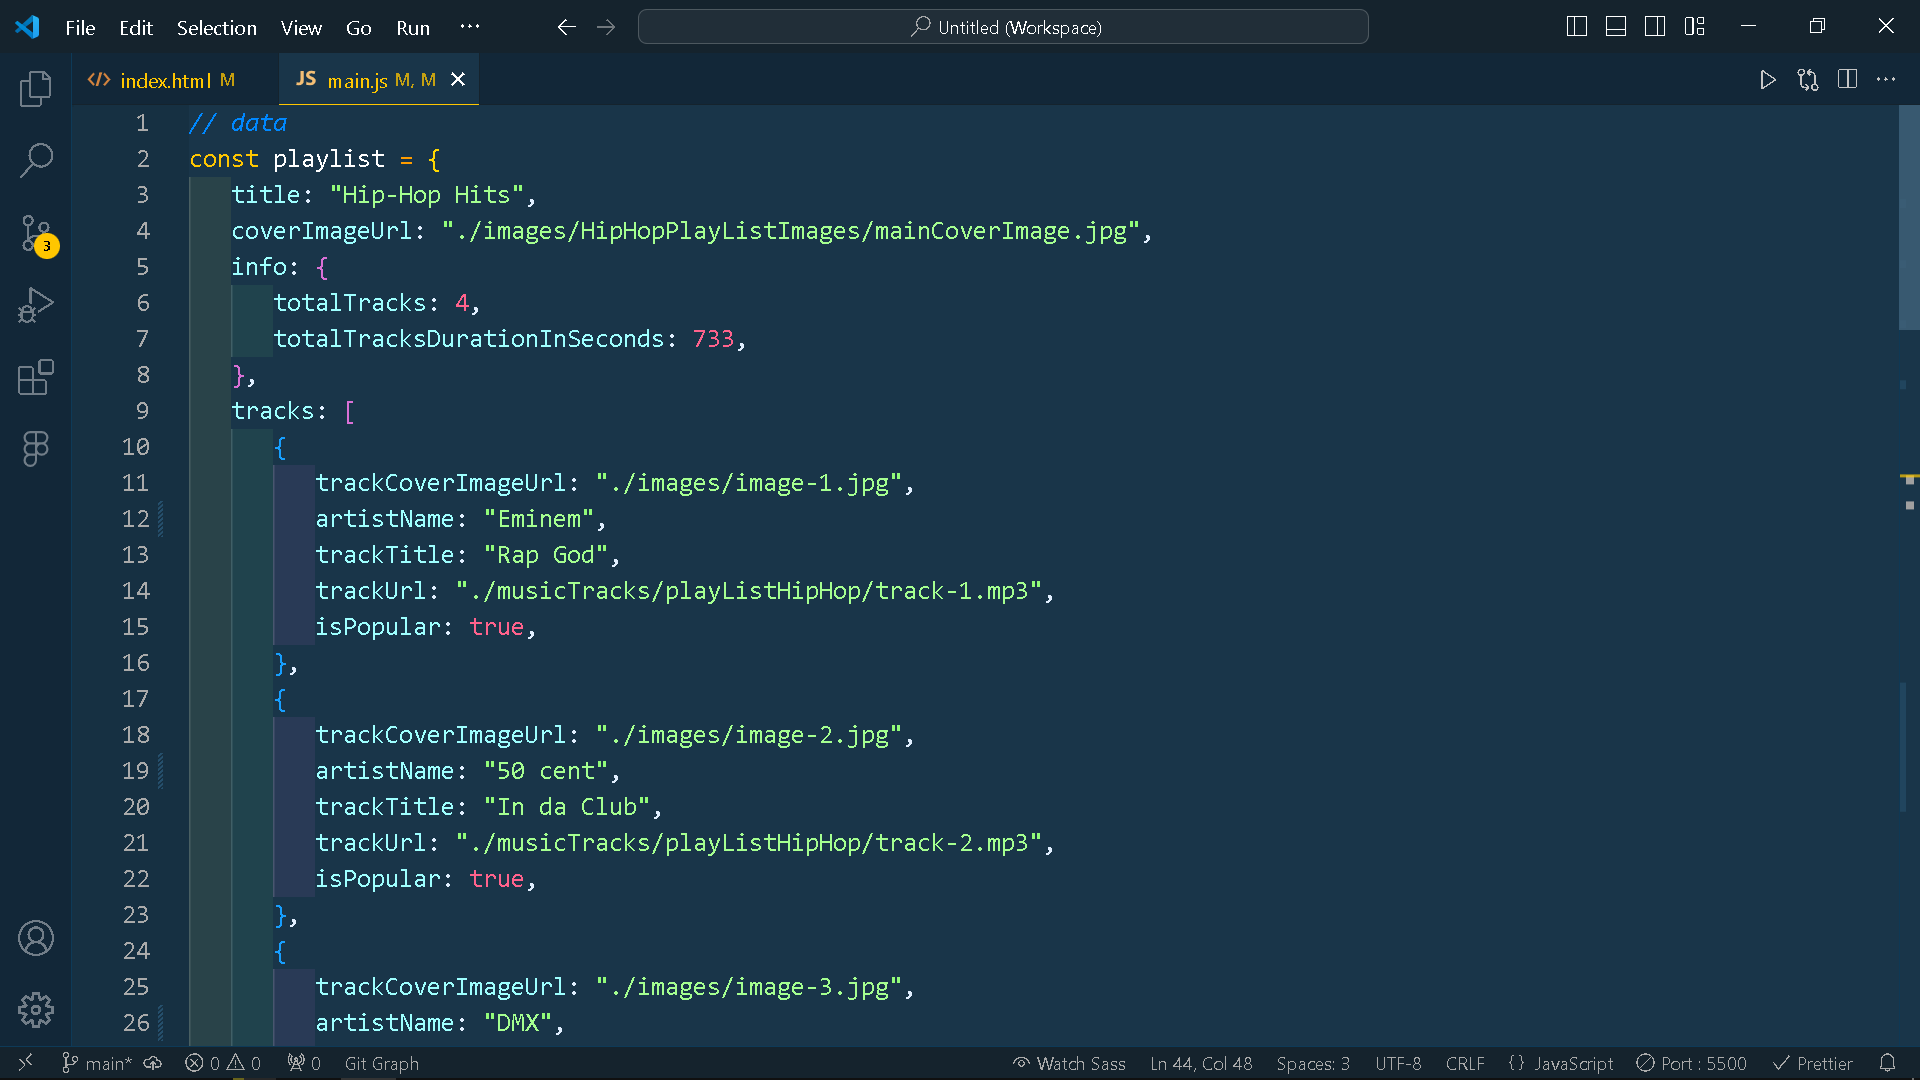 File Edit Selection View Go Run ··· Untitled (Workspace)
index.html M JS main.js M, M
1 // data
2 const playlist = {
3 title: "Hip-Hop Hits",
4 coverImageUrl: "./images/HipHopPlayListImages/mainCoverImage.jpg",
5 info: {
6 totalTracks: 4,
7 totalTracksDurationInSeconds: 733,
8 },
9 tracks: [
10 {
11 trackCoverImageUrl: "./images/image-1.jpg",
12 artistName: "Eminem",
13 trackTitle: "Rap God",
14 trackUrl: "./musicTracks/playListHipHop/track-1.mp3",
15 isPopular: true,
16 },
17 {
18 trackCoverImageUrl: "./images/image-2.jpg",
19 artistName: "50 cent",
20 trackTitle: "In da Club",
21 trackUrl: "./musicTracks/playListHipHop/track-2.mp3",
22 isPopular: true,
23 },
24 {
25 trackCoverImageUrl: "./images/image-3.jpg",
26 artistName: "DMX",
3
main* 0 0 0 Git Graph Watch Sass Ln 44, Col 48 Spaces: 3 UTF-8 CRLF {} JavaScript Port : 5500 Prettier